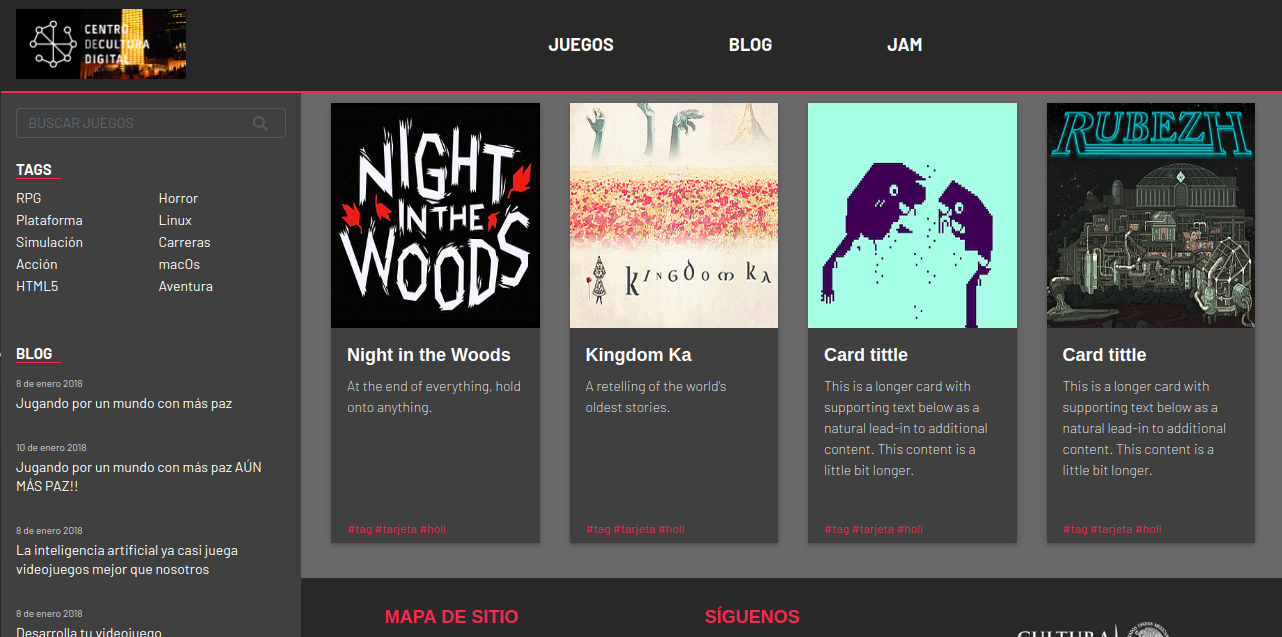 CENTRO
DECULTURA
DIGITAL
JUEGOS
BLOG
JAM
BUSCAR JUEGOS
TAGS
RPG
Horror
Plataforma
Linux
Simulación
Carreras
Acción
macOs
HTML5
Aventura
BLOG
8 de enero 2018
Jugando por un mundo con más paz
10 de enero 2018
Jugando por un mundo con más paz AÚN
MÁS PAZ!!
8 de enero 2018
La inteligencia artificial ya casi juega
videojuegos mejor que nosotros
8 de enero 2018
Desarrolla tu videojuego
NIGHT
IN THE
WOODS
Night in the Woods
At the end of everything, hold
onto anything.
#tag #tarjeta #holi
KINGDOM KA
Kingdom Ka
A retelling of the world's
oldest stories.
#tag #tarjeta #holi
Card tittle
This is a longer card with
supporting text below as a
natural lead-in to additional
content. This content is a
little bit longer.
#tag #tarjeta #holi
RUBEZH
Card tittle
This is a longer card with
supporting text below as a
natural lead-in to additional
content. This content is a
little bit longer.
#tag #tarjeta #holi
MAPA DE SITIO
SÍGUENOS
CULTURA